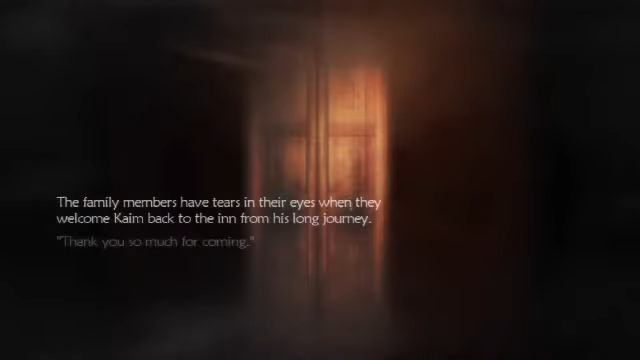 The family members have tears in their eyes when they
welcome Kaim back to the inn from his long journey.
"Thank you so much for coming."